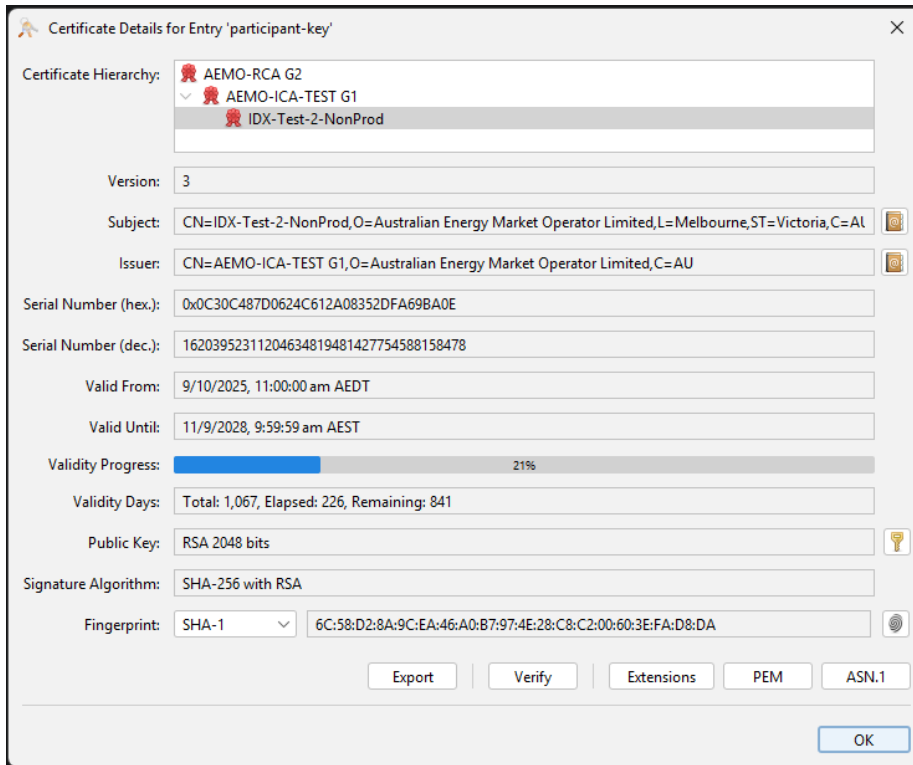 Certificate Details for Entry 'participant-key'
Certificate Hierarchy:
AEMO-RCA G2
AEMO-ICA-TEST G1
IDX-Test-2-NonProd
Version: 3
Subject: CN=IDX-Test-2-NonProd,O=Australian Energy Market Operator Limited,L=Melbourne,ST=Victoria,C=AU
Issuer: CN=AEMO-ICA-TEST G1,O=Australian Energy Market Operator Limited,C=AU
Serial Number (hex.): 0x0C30C487D0624C612A08352DFA69BA0E
Serial Number (dec.): 16203952311204634819481427754588158478
Valid From: 9/10/2025, 11:00:00 am AEDT
Valid Until: 11/9/2028, 9:59:59 am AEST
Validity Progress: 21%
Validity Days: Total: 1,067, Elapsed: 226, Remaining: 841
Public Key: RSA 2048 bits
Signature Algorithm: SHA-256 with RSA
Fingerprint: SHA-1 6C:58:D2:8A:9C:EA:46:A0:B7:97:4E:28:C8:C2:00:60:3E:FA:D8:DA
Export Verify Extensions PEM ASN.1
OK